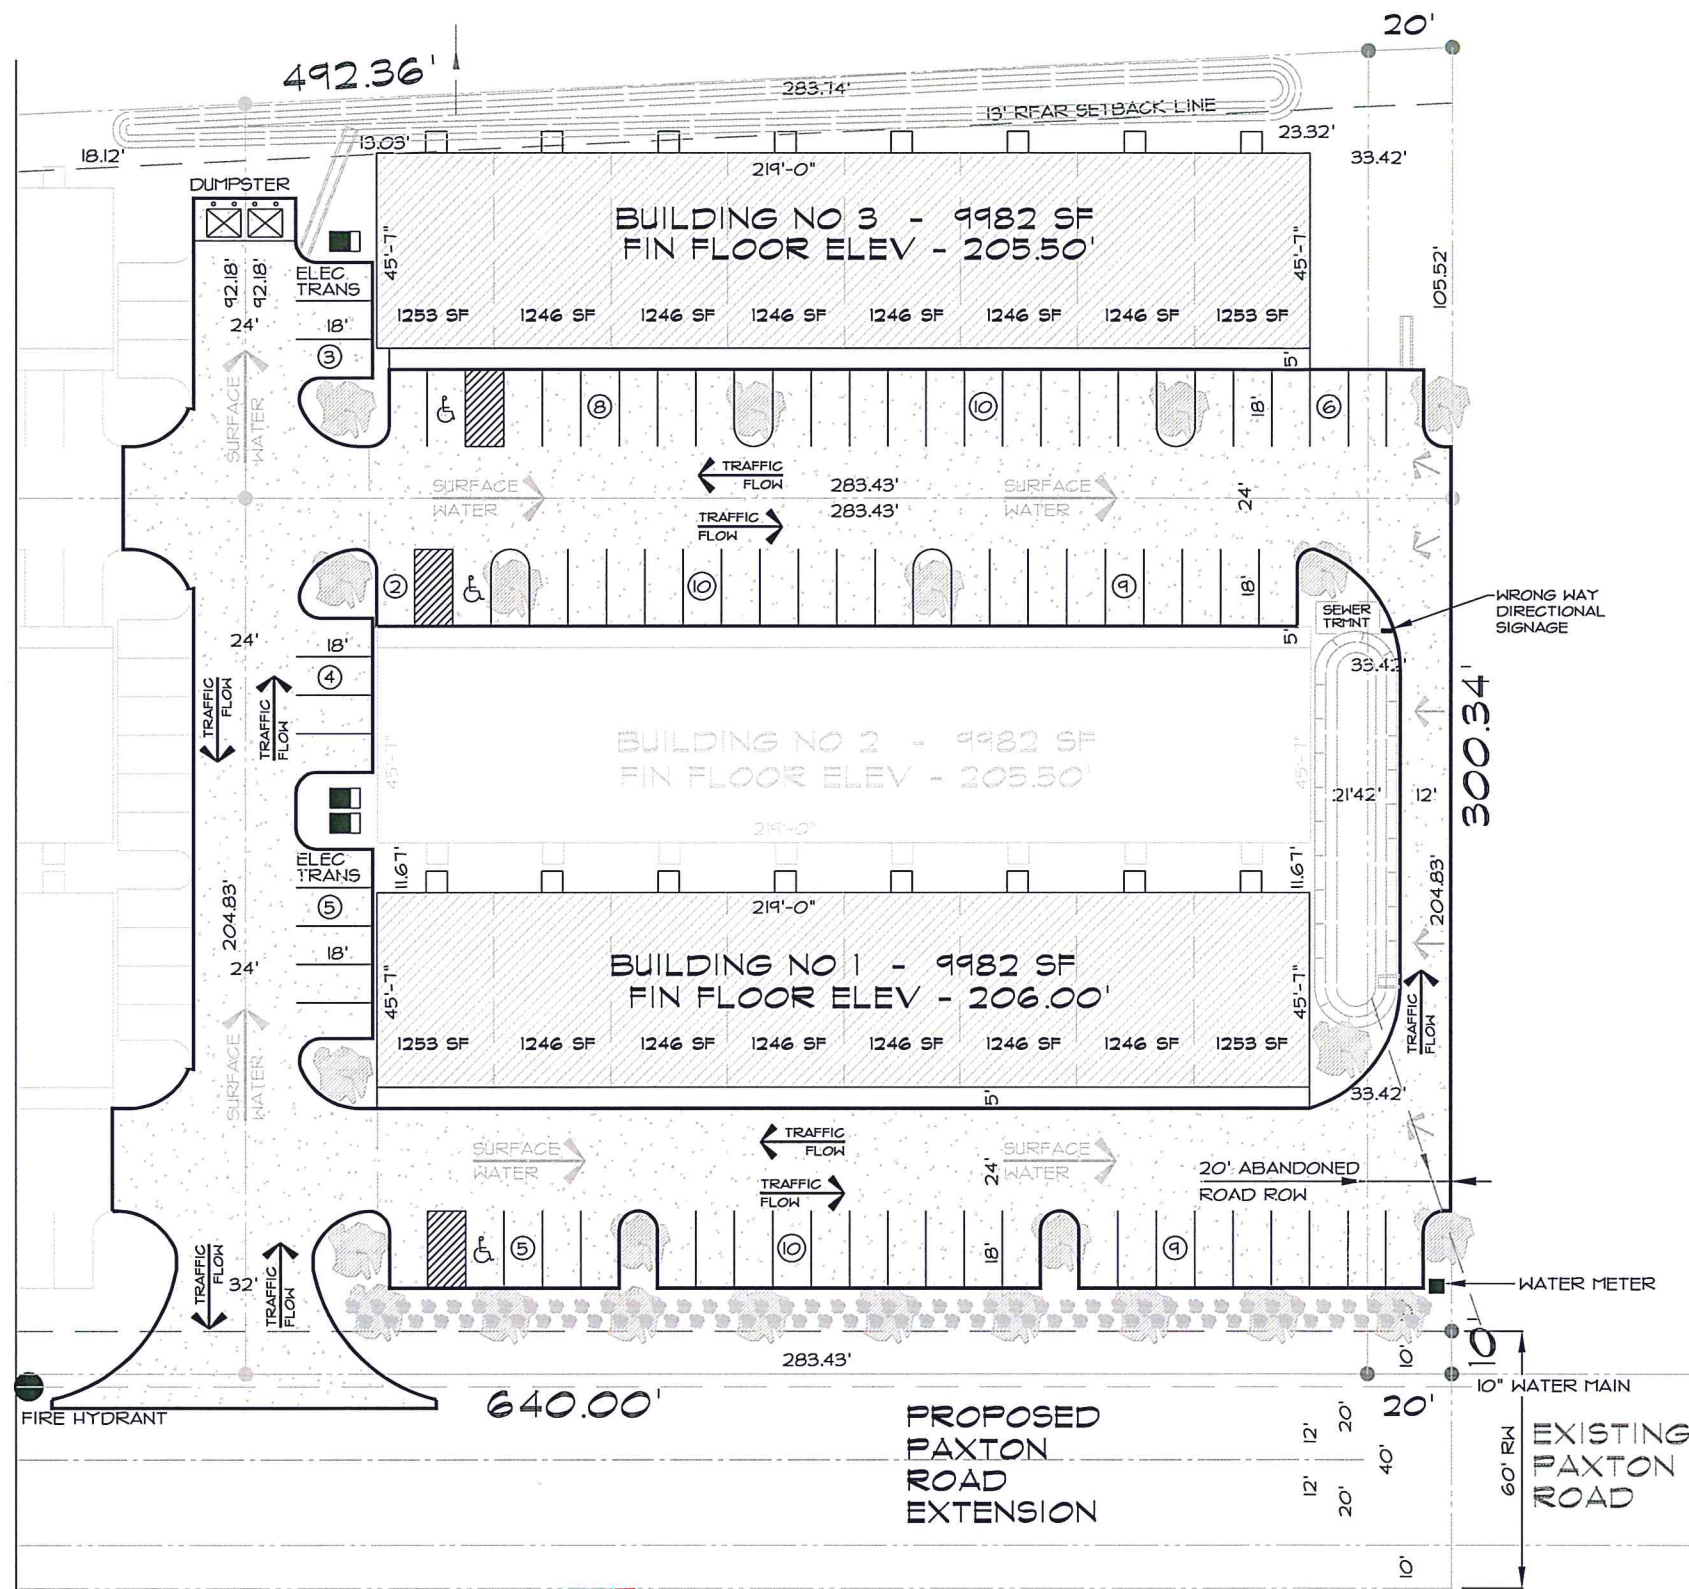 20'
492.36'
283.74'
13' REAR SETBACK LINE
18.12'
13.03'
23.32'
33.42'
219'-0"
DUMPSTER
BUILDING NO 3 - 9982 SF
FIN FLOOR ELEV - 205.50'
45'-7"
45'-7"
92.18'
92.18'
105.52'
ELEC
TRANS
24'
18'
1253 SF 1246 SF 1246 SF 1246 SF 1246 SF 1246 SF 1246 SF 1253 SF
3
5'
SURFACE
WATER
8
10
18'
6
TRAFFIC
FLOW
SURFACE
WATER
283.43'
SURFACE
WATER
24'
283.43'
TRAFFIC
FLOW
2
10
9
18'
WRONG WAY
DIRECTIONAL
SIGNAGE
SEWER
TRMNT
24'
18'
5'
33.42'
4
TRAFFIC
FLOW
TRAFFIC
FLOW
300.34'
BUILDING NO 2 - 9982 SF
FIN FLOOR ELEV - 205.50'
45'-7"
45'-7"
21'42'
12'
219'-0"
ELEC
TRANS
11.67'
11.67'
204.83'
204.83'
5
219'-0"
18'
24'
BUILDING NO 1 - 9982 SF
FIN FLOOR ELEV - 206.00'
45'-7"
45'-7"
TRAFFIC
FLOW
1253 SF 1246 SF 1246 SF 1246 SF 1246 SF 1246 SF 1246 SF 1253 SF
SURFACE
WATER
5'
33.42'
TRAFFIC
FLOW
SURFACE
WATER
SURFACE
WATER
24'
20' ABANDONED
ROAD ROW
TRAFFIC
FLOW
5
10
18'
9
TRAFFIC
FLOW
32'
TRAFFIC
FLOW
WATER METER
10'
283.43'
10'
10" WATER MAIN
FIRE HYDRANT
640.00'
20'
PROPOSED
PAXTON
ROAD
EXTENSION
12'
20'
40'
12'
20'
60' RW
EXISTING
PAXTON
ROAD
10'